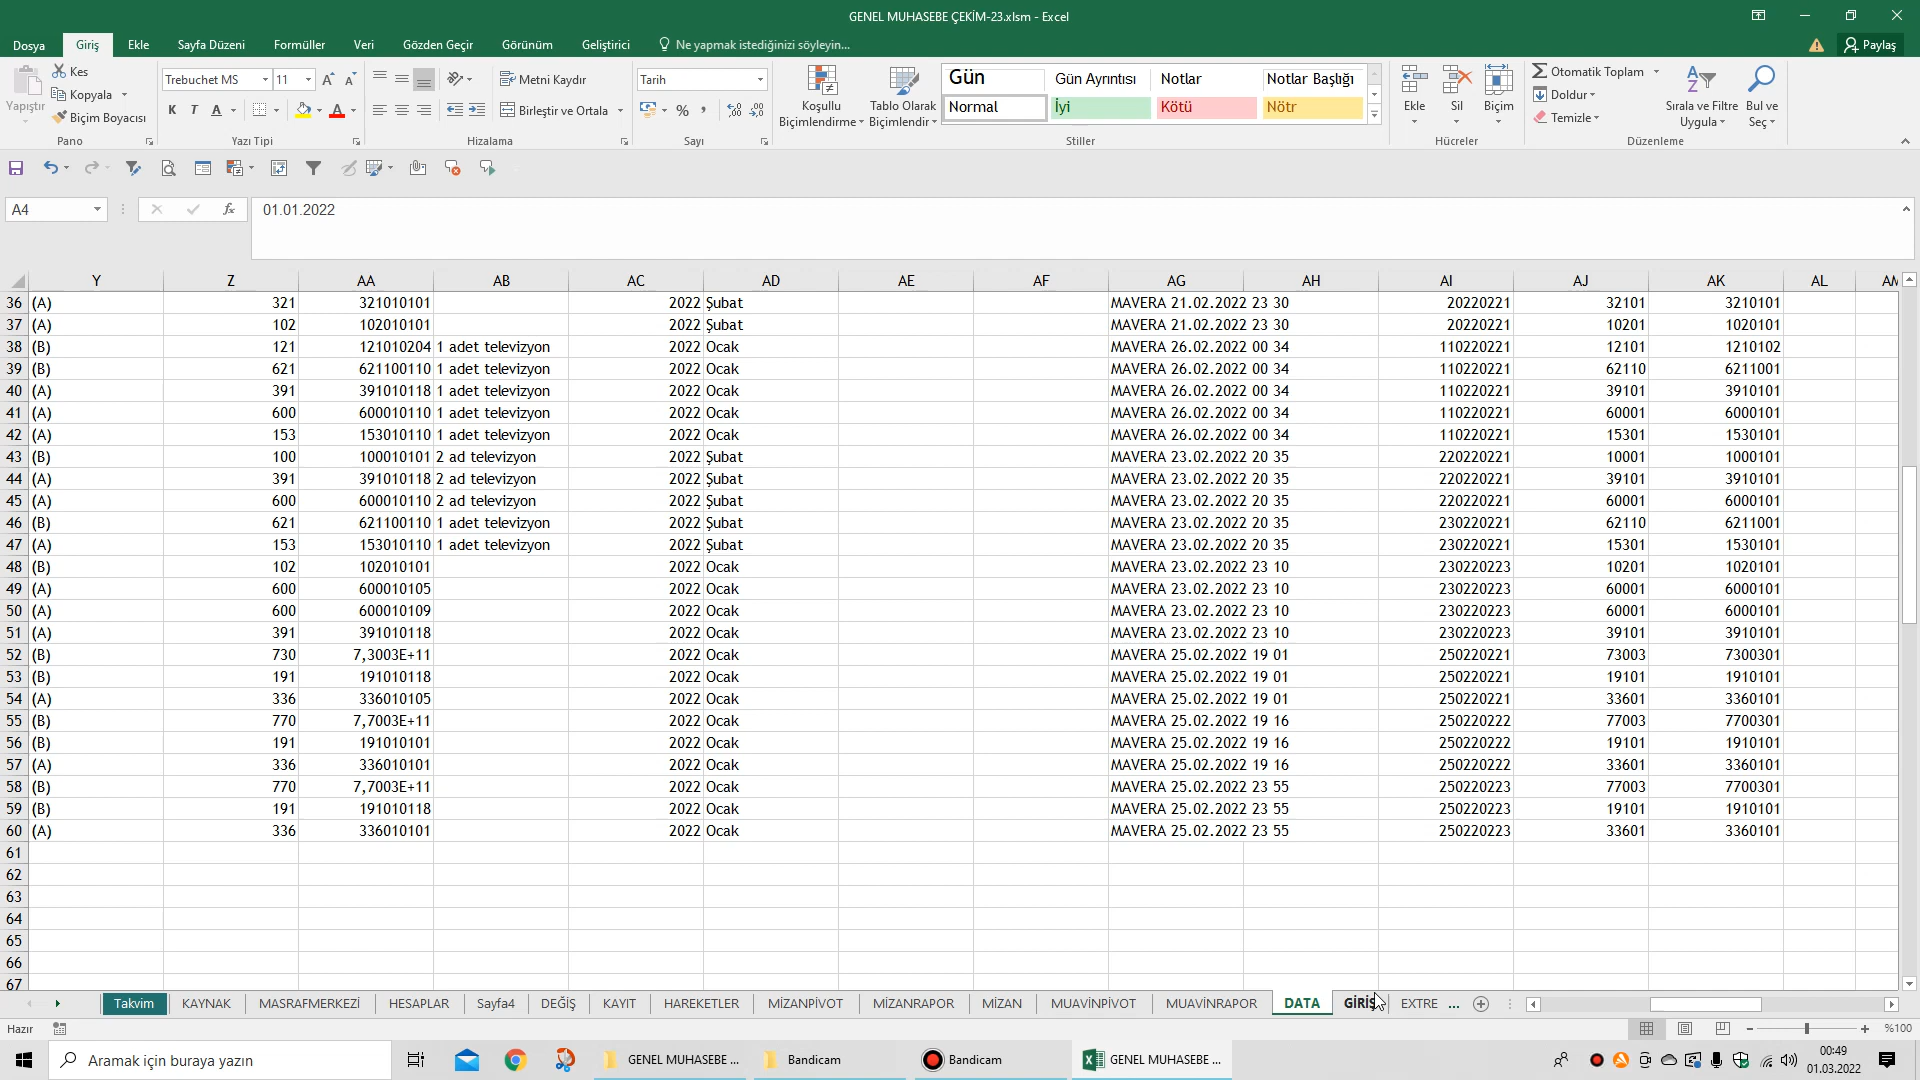 GENEL MUHASEBE ÇEKİM-23.xlsm - Excel
Dosya Giriş Ekle Sayfa Düzeni Formüller Veri Gözden Geçir Görünüm Geliştirici Ne yapmak istediğinizi söyleyin... Paylaş
Yapıştır
Kes
Kopyala
Biçim Boyacısı
Pano
Trebuchet MS 11
K T A
Yazı Tipi
Metni Kaydır
Birleştir ve Ortala
Hizalama
Tarih
Sayı
Koşullu Biçimlendirme
Tablo Olarak Biçimlendir
Gün Gün Ayrıntısı Notlar Notlar Başlığı
Normal İyi Kötü Nötr
Stiller
Ekle Sil Biçim
Hücreler
Otomatik Toplam
Doldur
Temizle
Sırala ve Filtre Uygula
Bul ve Seç
Düzenleme
A4 fx 01.01.2022
Y Z AA AB AC AD AE AF AG AH AI AJ AK AL AM
36 (A) 321 321010101 2022 Şubat MAVERA 21.02.2022 23 30 20220221 32101 3210101
37 (A) 102 102010101 2022 Şubat MAVERA 21.02.2022 23 30 20220221 10201 1020101
38 (B) 121 121010204 1 adet televizyon 2022 Ocak MAVERA 26.02.2022 00 34 110220221 12101 1210102
39 (B) 621 621100110 1 adet televizyon 2022 Ocak MAVERA 26.02.2022 00 34 110220221 62110 6211001
40 (A) 391 391010118 1 adet televizyon 2022 Ocak MAVERA 26.02.2022 00 34 110220221 39101 3910101
41 (A) 600 600010110 1 adet televizyon 2022 Ocak MAVERA 26.02.2022 00 34 110220221 60001 6000101
42 (A) 153 153010110 1 adet televizyon 2022 Ocak MAVERA 26.02.2022 00 34 110220221 15301 1530101
43 (B) 100 100010101 2 ad televizyon 2022 Şubat MAVERA 23.02.2022 20 35 220220221 10001 1000101
44 (A) 391 391010118 2 ad televizyon 2022 Şubat MAVERA 23.02.2022 20 35 220220221 39101 3910101
45 (A) 600 600010110 2 ad televizyon 2022 Şubat MAVERA 23.02.2022 20 35 220220221 60001 6000101
46 (B) 621 621100110 1 adet televizyon 2022 Şubat MAVERA 23.02.2022 20 35 230220221 62110 6211001
47 (A) 153 153010110 1 adet televizyon 2022 Şubat MAVERA 23.02.2022 20 35 230220221 15301 1530101
48 (B) 102 102010101 2022 Ocak MAVERA 23.02.2022 23 10 230220223 10201 1020101
49 (A) 600 600010105 2022 Ocak MAVERA 23.02.2022 23 10 230220223 60001 6000101
50 (A) 600 600010109 2022 Ocak MAVERA 23.02.2022 23 10 230220223 60001 6000101
51 (A) 391 391010118 2022 Ocak MAVERA 23.02.2022 23 10 230220223 39101 3910101
52 (B) 730 7,3003E+11 2022 Ocak MAVERA 25.02.2022 19 01 250220221 73003 7300301
53 (B) 191 191010118 2022 Ocak MAVERA 25.02.2022 19 01 250220221 19101 1910101
54 (A) 336 336010105 2022 Ocak MAVERA 25.02.2022 19 01 250220221 33601 3360101
55 (B) 770 7,7003E+11 2022 Ocak MAVERA 25.02.2022 19 16 250220222 77003 7700301
56 (B) 191 191010101 2022 Ocak MAVERA 25.02.2022 19 16 250220222 19101 1910101
57 (A) 336 336010101 2022 Ocak MAVERA 25.02.2022 19 16 250220222 33601 3360101
58 (B) 770 7,7003E+11 2022 Ocak MAVERA 25.02.2022 23 55 250220223 77003 7700301
59 (B) 191 191010118 2022 Ocak MAVERA 25.02.2022 23 55 250220223 19101 1910101
60 (A) 336 336010101 2022 Ocak MAVERA 25.02.2022 23 55 250220223 33601 3360101
61
62
63
64
65
66
67
Takvim KAYNAK MASRAFMERKEZİ HESAPLAR Sayfa4 DEĞİŞ KAYIT HAREKETLER MİZANPİVOT MİZANRAPOR MİZAN MUAVİNPİVOT MUAVİNRAPOR DATA GİRİŞ EXTRE ...
Hazır %100
Aramak için buraya yazın GENEL MUHASEBE ... Bandicam Bandicam GENEL MUHASEBE ... 00:49
01.03.2022